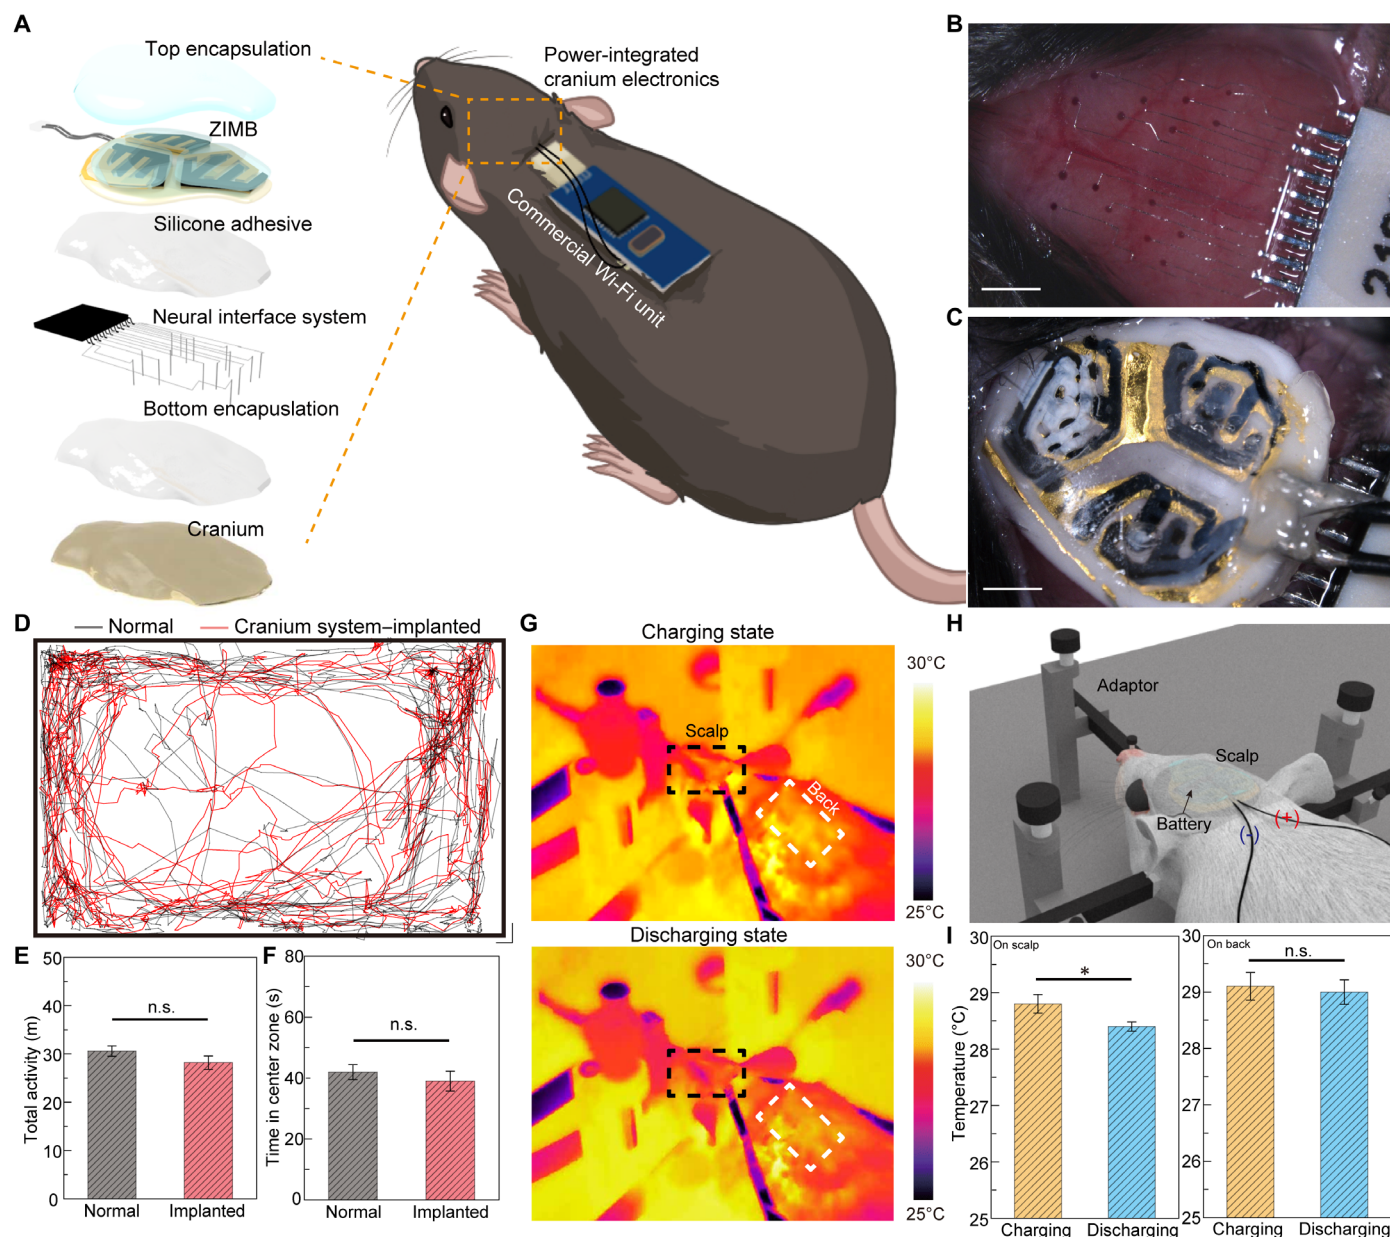 A
Top encapsulation
ZIMB
Silicone adhesive
Neural interface system
Bottom encapuslation
Cranium
Power-integrated
cranium electronics
Commercial Wi-Fi unit
B
C
D
Normal
Cranium system–implanted
E
Total activity (m)
50
40
30
20
10
0
n.s.
Normal
Implanted
F
Time in center zone (s)
80
60
40
20
0
n.s.
Normal
Implanted
G
Charging state
Scalp
Back
30°C
25°C
Discharging state
30°C
25°C
H
Adaptor
Scalp
Battery
(-)
(+)
I
On scalp
Temperature (°C)
30
29
28
27
26
25
*
Charging
Discharging
On back
30
29
28
27
26
25
n.s.
Charging
Discharging